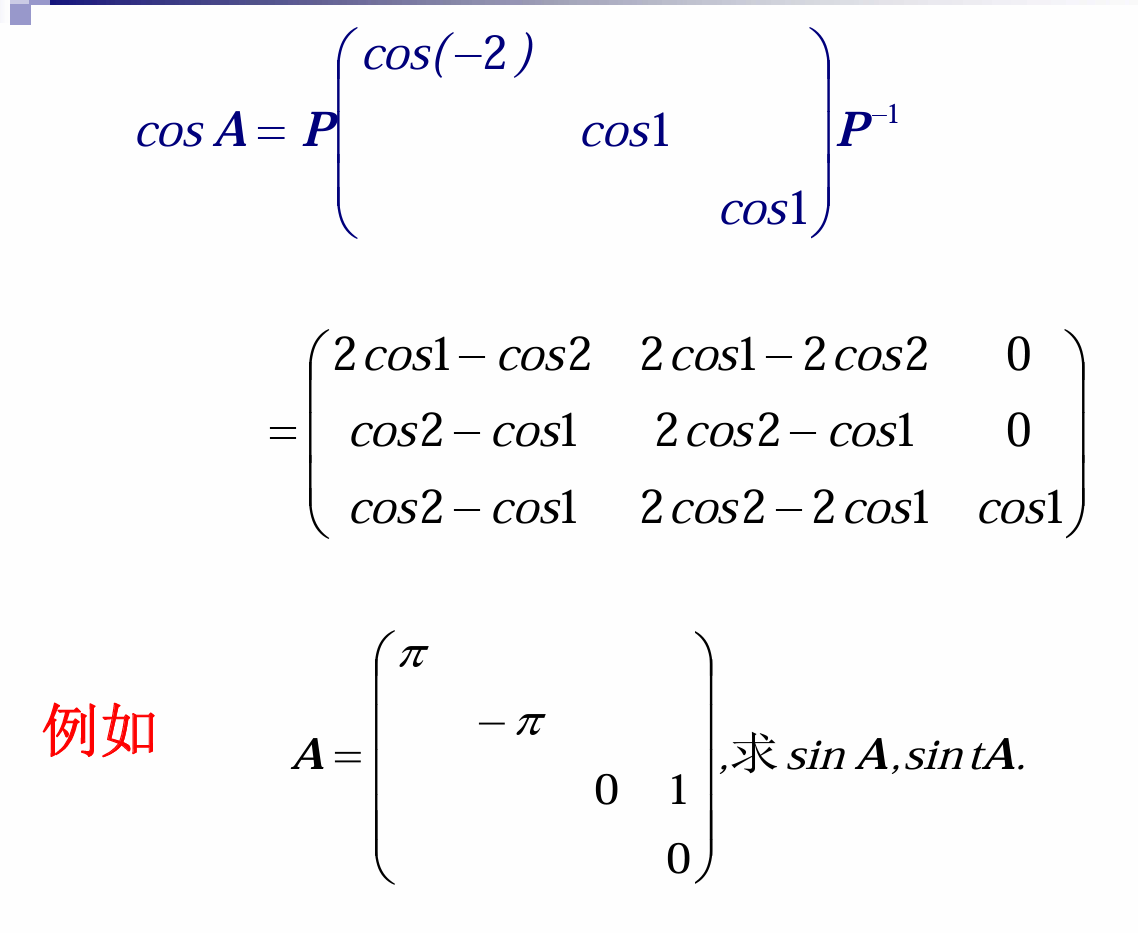 cos A = P ( cos(−2)
cos1
cos1 ) P⁻¹
= ( 2cos1 − cos2  2cos1 − 2cos2  0
cos2 − cos1  2cos2 − cos1  0
cos2 − cos1  2cos2 − 2cos1  cos1 )
例如 A = ( π
−π
0 1
0 ) ,求 sin A,sin tA.